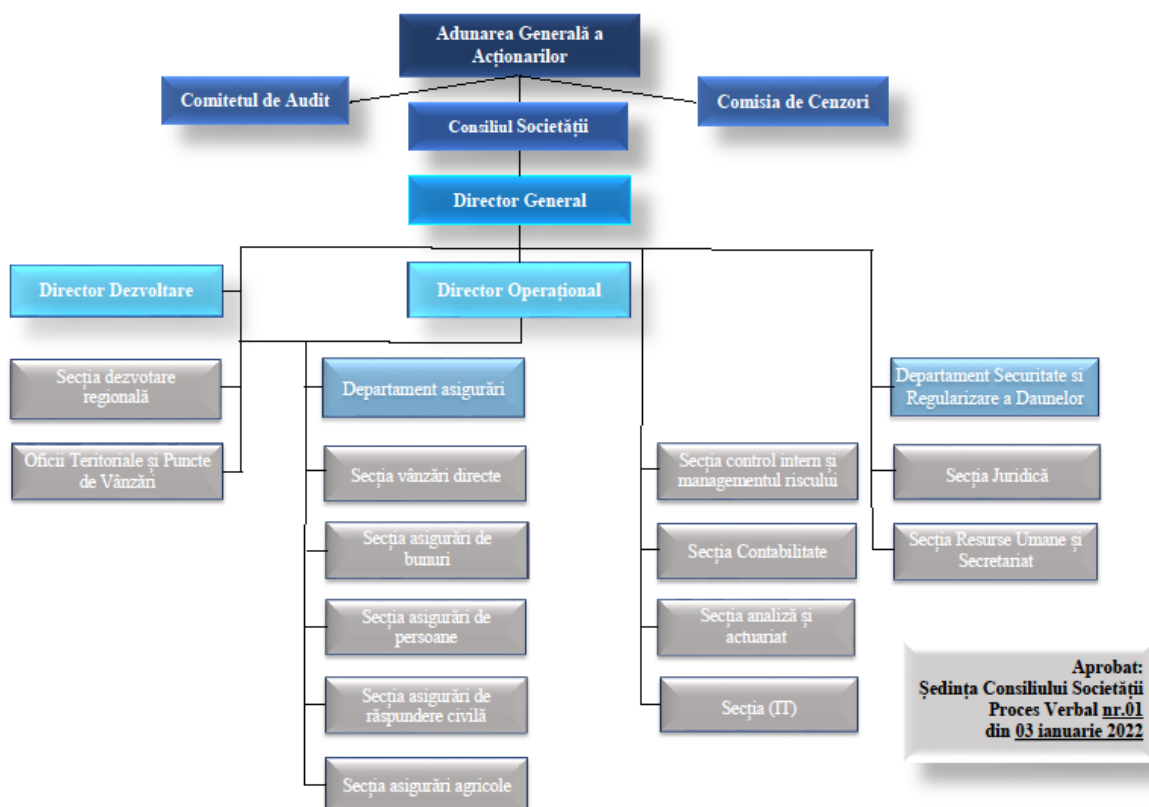 Adunarea Generală a
Acționarilor
Comitetul de Audit
Comisia de Cenzori
Consiliul Societății
Director General
Director Dezvoltare
Director Operațional
Secția dezvotare
regională
Departament asigurări
Departament Securitate si
Regularizare a Daunelor
Oficii Teritoriale și Puncte
de Vânzări
Secția vânzări directe
Secția control intern și
managementul riscului
Secția Juridică
Secția asigurări de
bunuri
Secția Contabilitate
Secția Resurse Umane și
Secretariat
Secția asigurări de
persoane
Secția analiză și
actuariat
Secția asigurări de
răspundere civilă
Secția (IT)
Secția asigurări agricole
Aprobat:
Ședința Consiliului Societății
Proces Verbal nr.01
din 03 ianuarie 2022